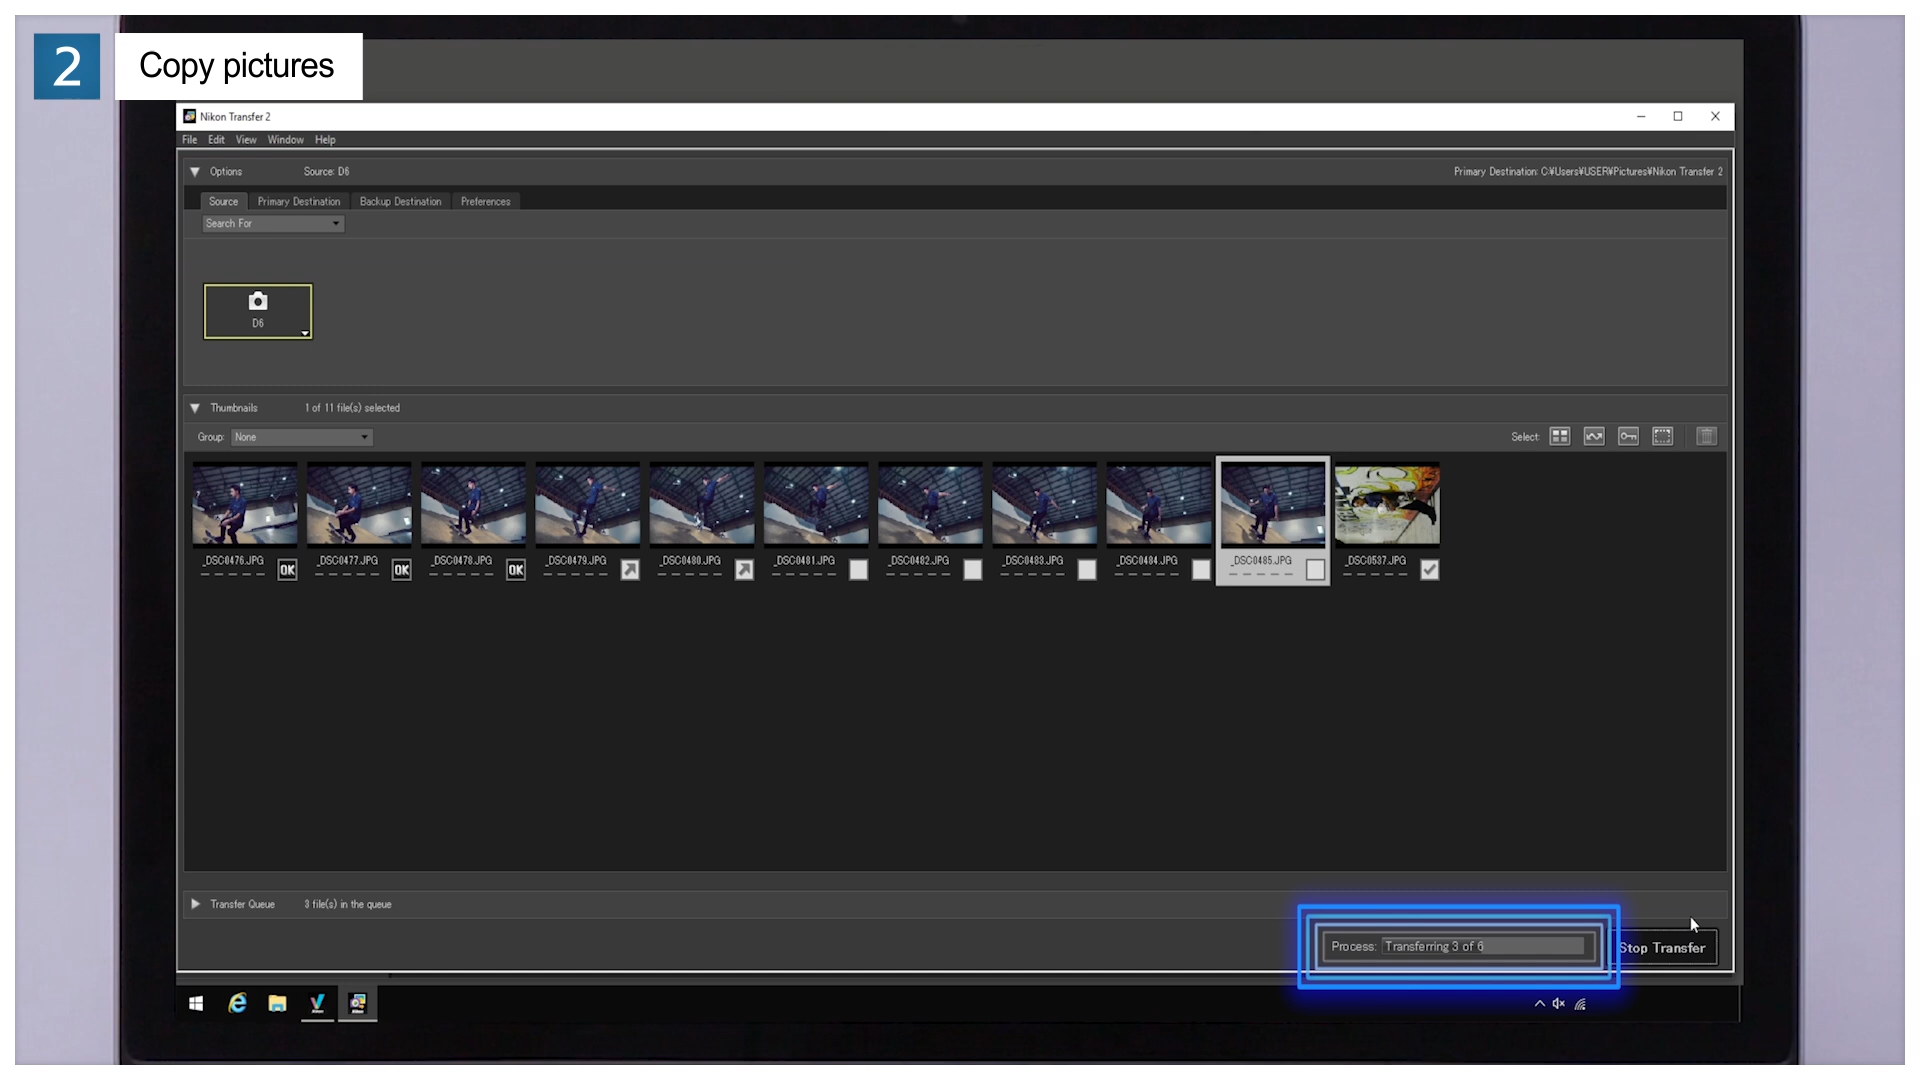 2
Copy pictures
Nikon Transfer 2
File Edit View Window Help
Options Source: D6 Primary Destination: C:¥Users¥USER¥Pictures¥Nikon Transfer 2
Source Primary Destination Backup Destination Preferences
Search For
D6
Thumbnails 1 of 11 file(s) selected
Group: None Select:
_DSC0476.JPG OK _DSC0477.JPG OK _DSC0478.JPG OK _DSC0479.JPG _DSC0480.JPG _DSC0481.JPG _DSC0482.JPG _DSC0483.JPG _DSC0484.JPG _DSC0485.JPG _DSC0537.JPG
Transfer Queue 3 file(s) in the queue
Process: Transferring 3 of 6 Stop Transfer